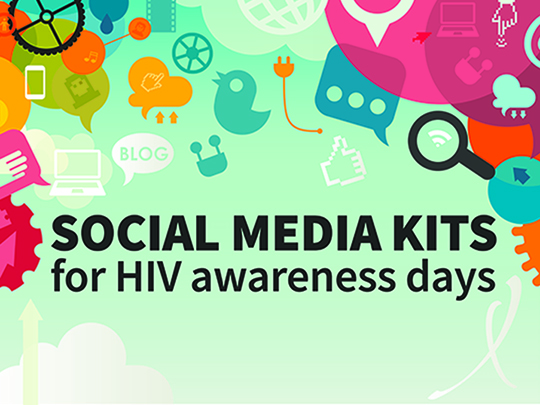 BLOG
SOCIAL MEDIA KITS
for HIV awareness days